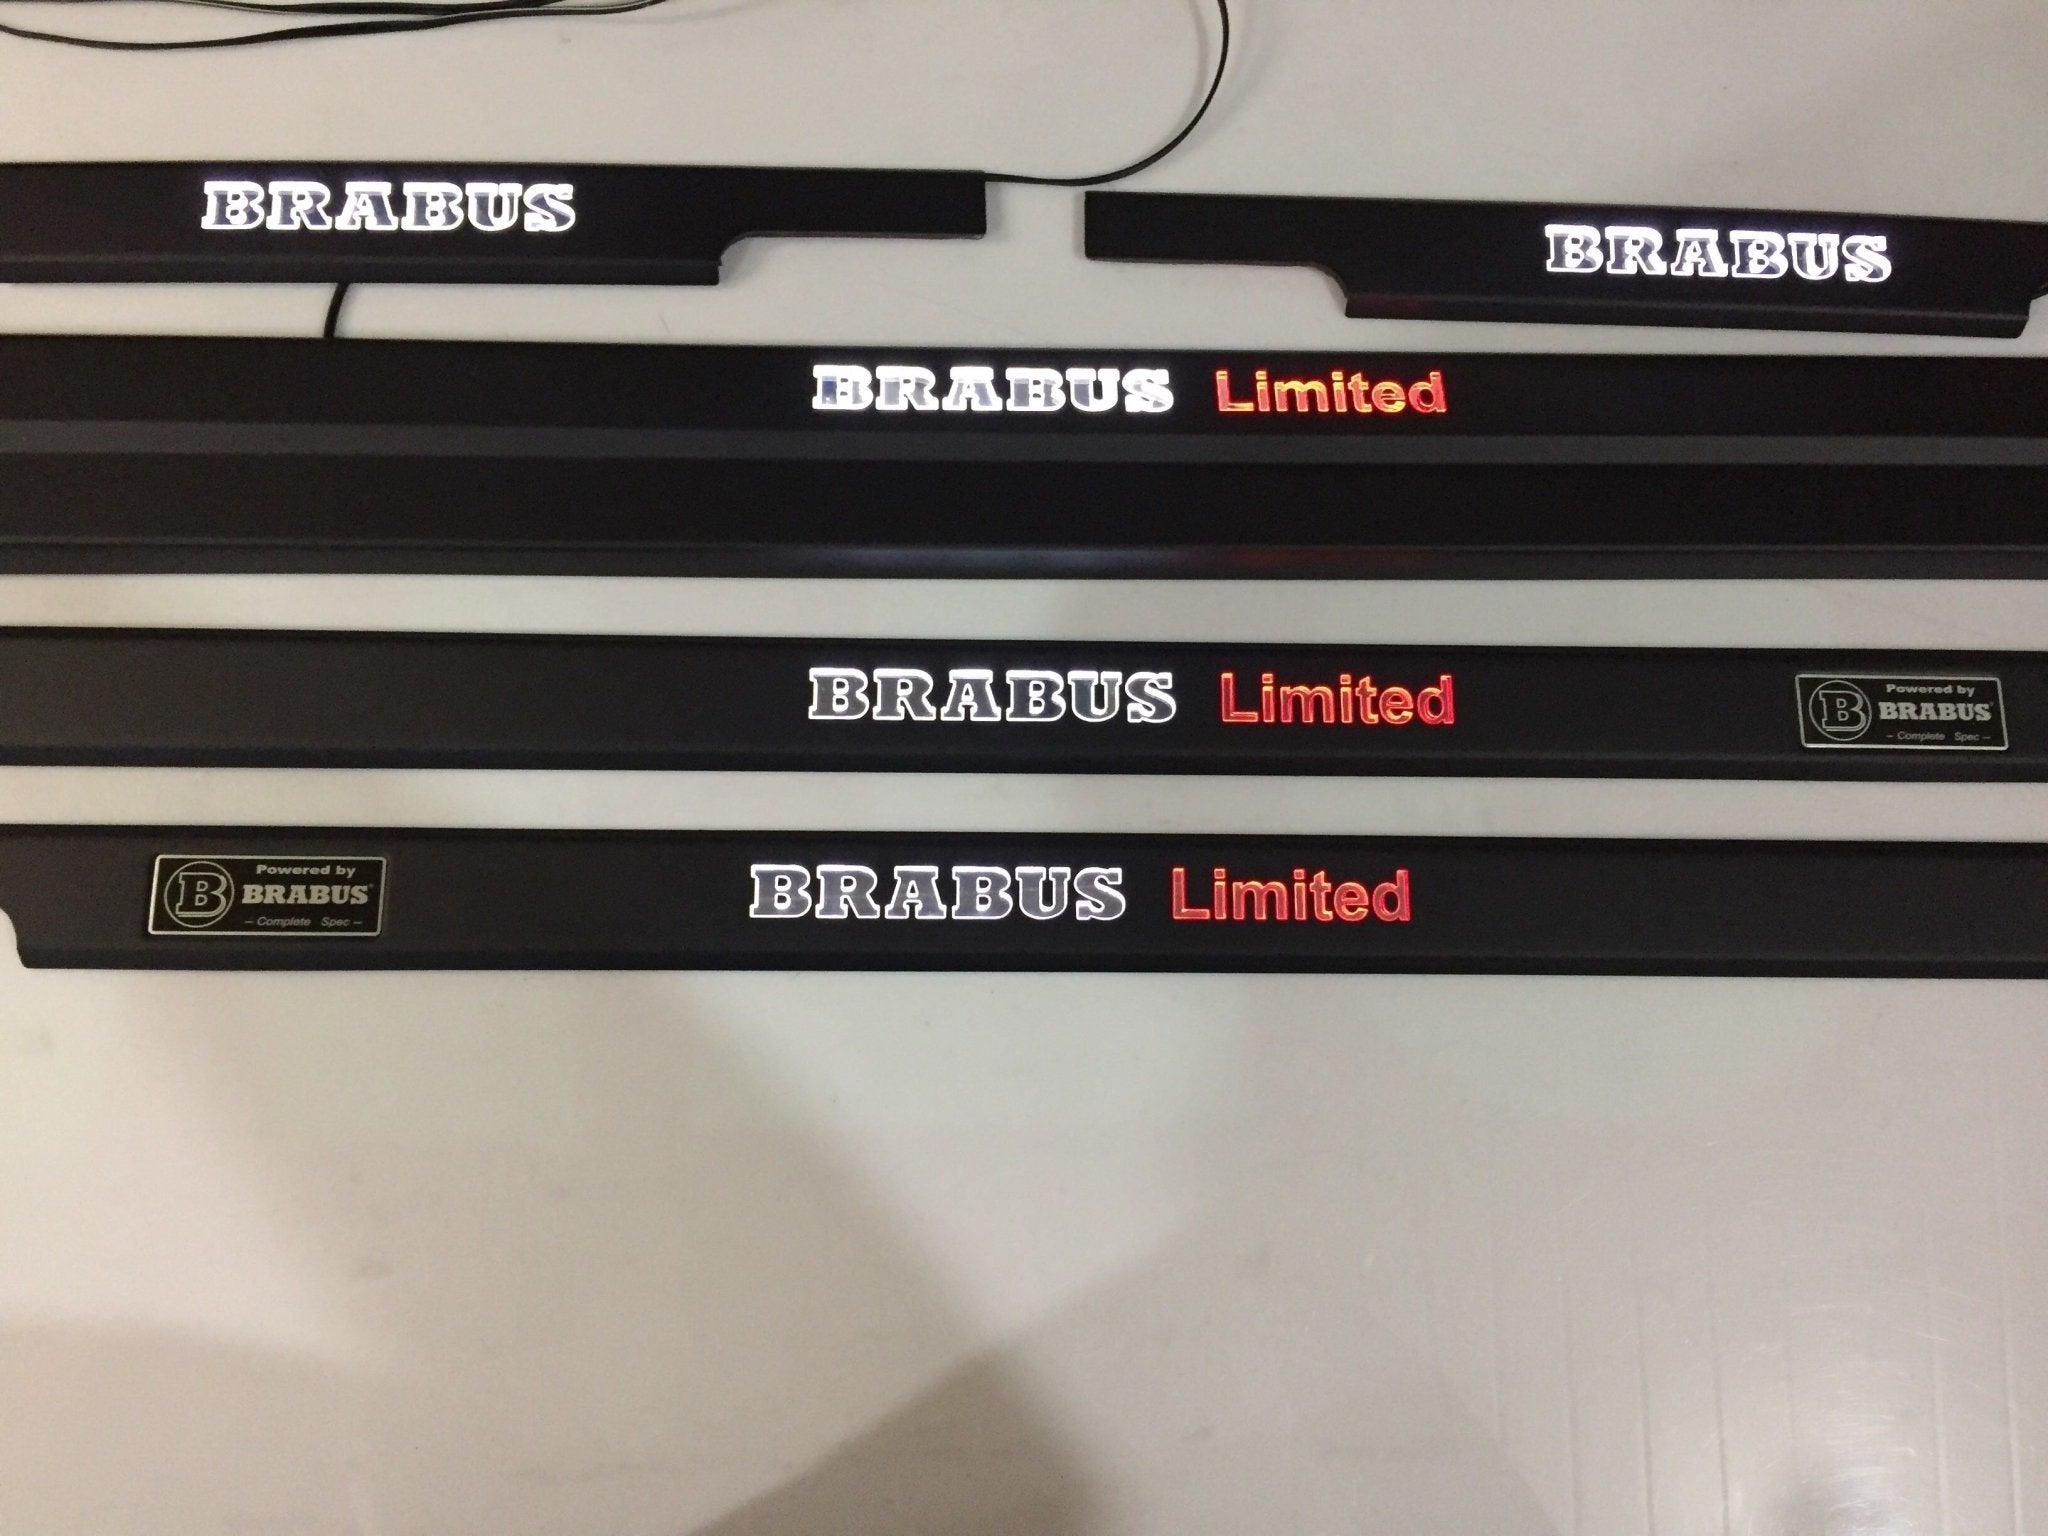 BRABUS
BRABUS
BRABUS Limited
BRABUS Limited
Powered by
B BRABUS®
– Complete Spec –
Powered by
B BRABUS®
– Complete Spec –
BRABUS Limited